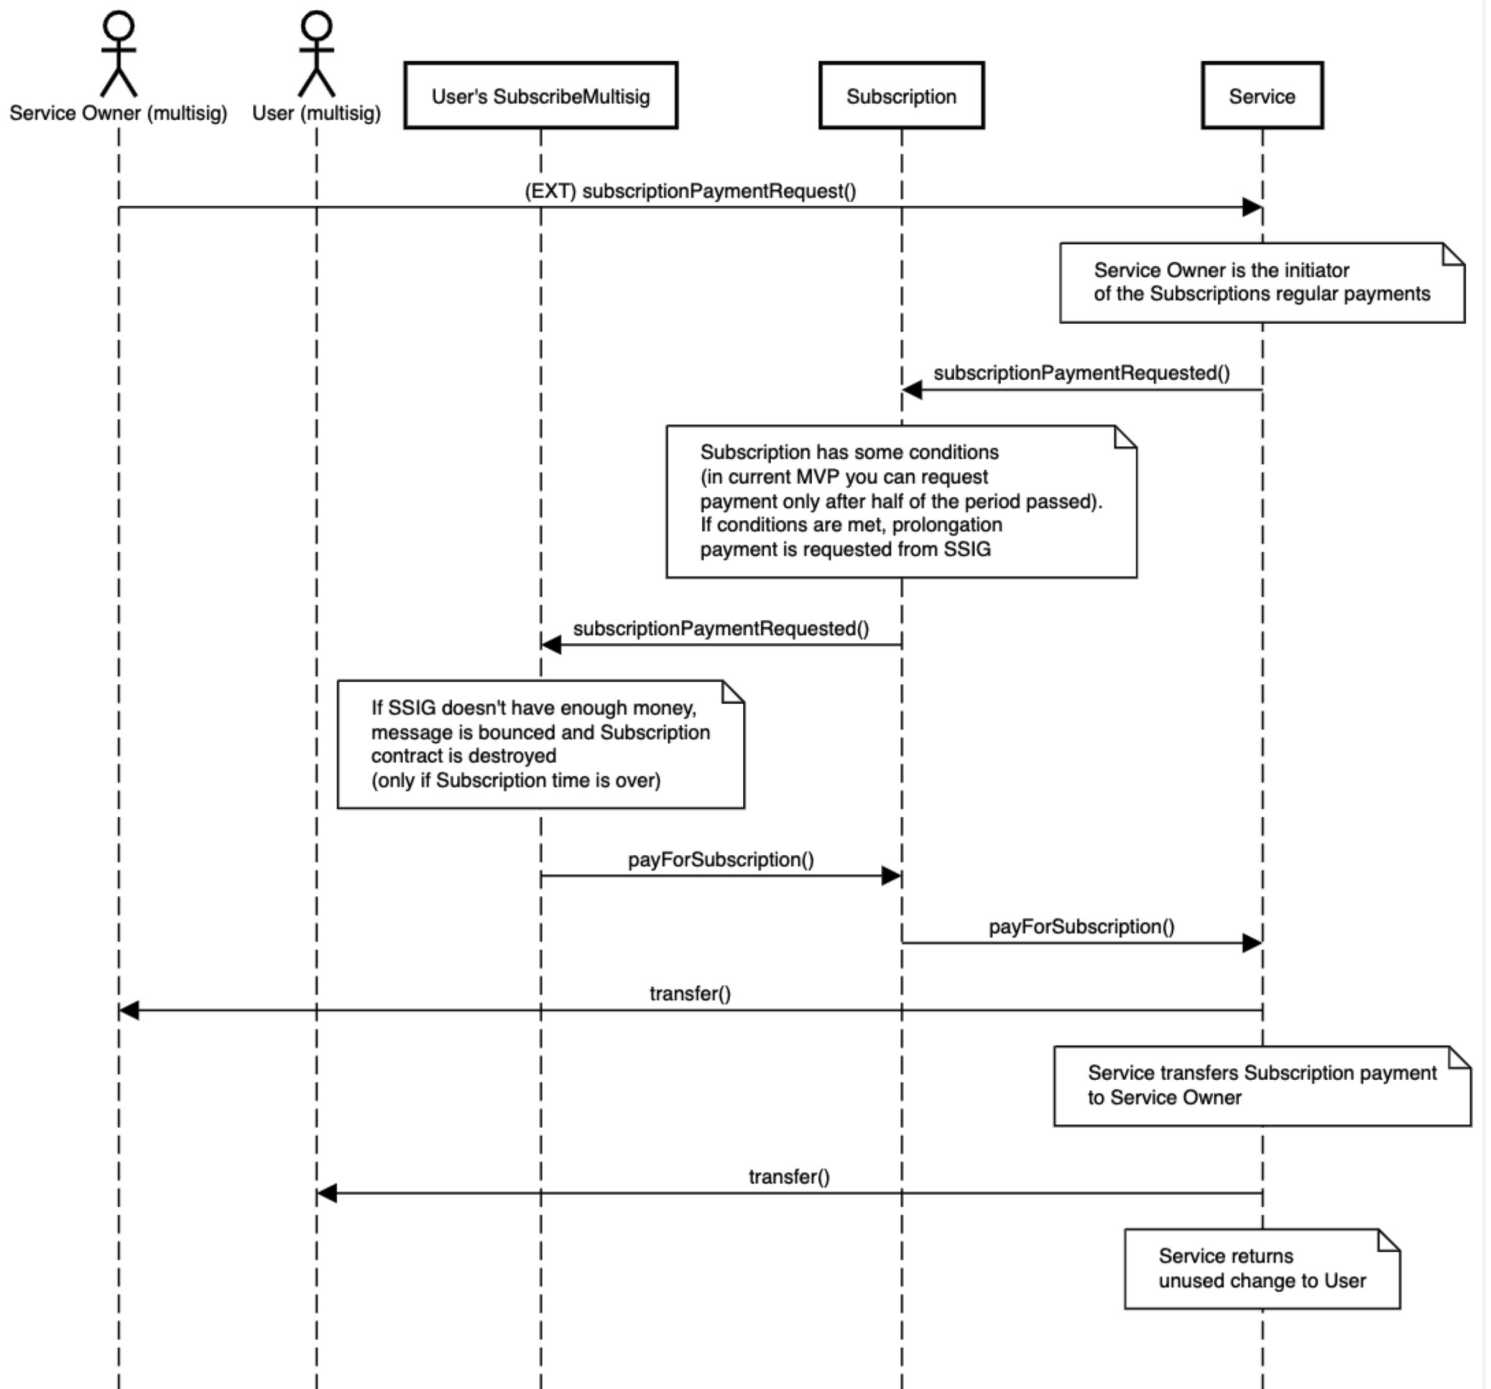 Service Owner (multisig)
User (multisig)
User's SubscribeMultisig
Subscription
Service
(EXT) subscriptionPaymentRequest()
Service Owner is the initiator
of the Subscriptions regular payments
subscriptionPaymentRequested()
Subscription has some conditions
(in current MVP you can request
payment only after half of the period passed).
If conditions are met, prolongation
payment is requested from SSIG
subscriptionPaymentRequested()
If SSIG doesn't have enough money,
message is bounced and Subscription
contract is destroyed
(only if Subscription time is over)
payForSubscription()
payForSubscription()
transfer()
Service transfers Subscription payment
to Service Owner
transfer()
Service returns
unused change to User